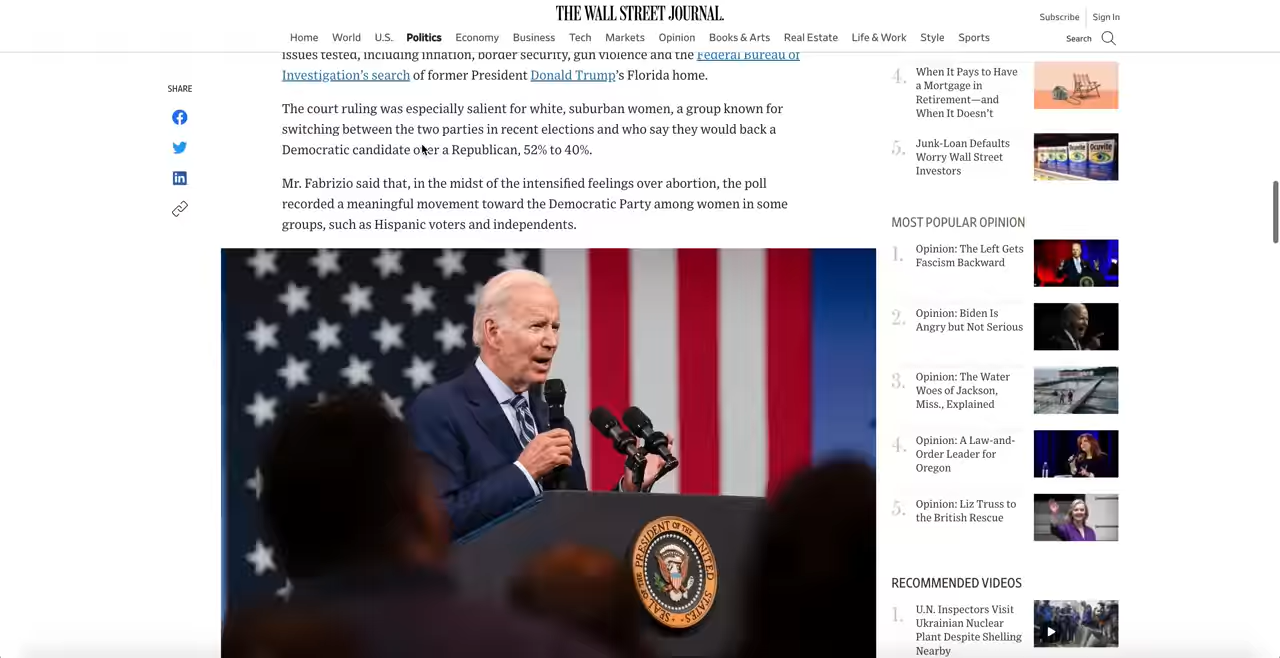 THE WALL STREET JOURNAL.
Subscribe Sign In
Home World U.S. Politics Economy Business Tech Markets Opinion Books & Arts Real Estate Life & Work Style Sports
Search
SHARE
issues tested, including inflation, border security, gun violence and the Federal Bureau of
Investigation's search of former President Donald Trump's Florida home.
The court ruling was especially salient for white, suburban women, a group known for
switching between the two parties in recent elections and who say they would back a
Democratic candidate over a Republican, 52% to 40%.
Mr. Fabrizio said that, in the midst of the intensified feelings over abortion, the poll
recorded a meaningful movement toward the Democratic Party among women in some
groups, such as Hispanic voters and independents.
PRESIDENT OF THE UNITED STATES
SEAL OF THE
4. When It Pays to Have
a Mortgage in
Retirement—and
When It Doesn't
5. Junk-Loan Defaults
Worry Wall Street
Investors
Ocuvite
MOST POPULAR OPINION
1. Opinion: The Left Gets
Fascism Backward
2. Opinion: Biden Is
Angry but Not Serious
3. Opinion: The Water
Woes of Jackson,
Miss., Explained
4. Opinion: A Law-and-
Order Leader for
Oregon
5. Opinion: Liz Truss to
the British Rescue
RECOMMENDED VIDEOS
1. U.N. Inspectors Visit
Ukrainian Nuclear
Plant Despite Shelling
Nearby